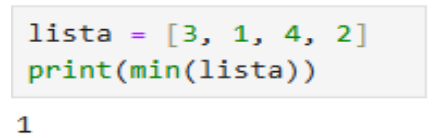 lista = [3, 1, 4, 2]
print(min(lista))
1